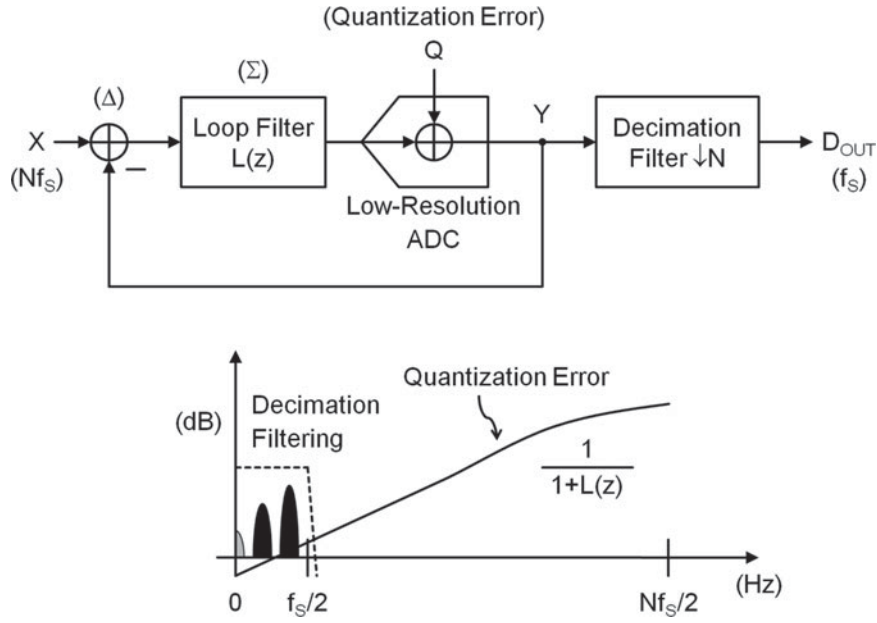 (Quantization Error)
Q
(Σ)
(Δ)
Y
X
Loop Filter
L(z)
Decimation
Filter ↓N
D_OUT
(Nf_S)
−
(f_S)
Low-Resolution
ADC
Quantization Error
(dB)
Decimation
Filtering
1
1+L(z)
(Hz)
0
f_S/2
Nf_S/2